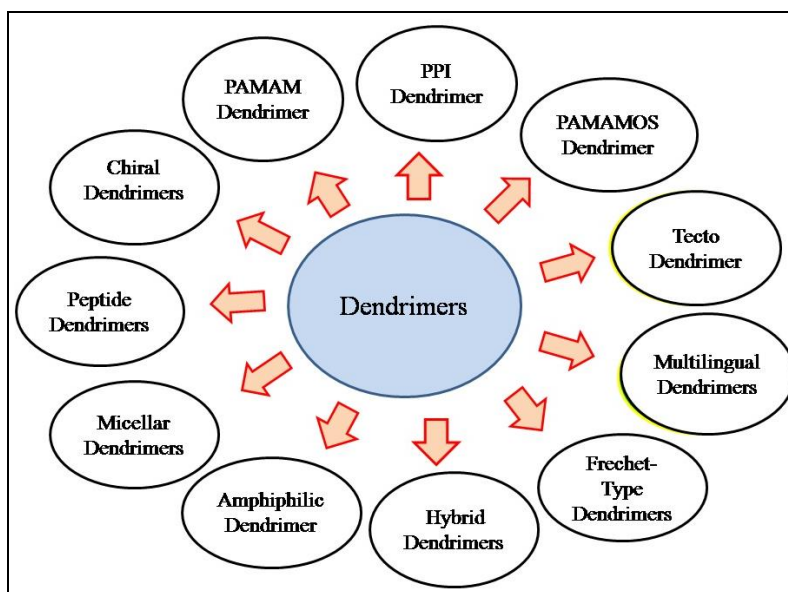 PPI
Dendrimer
PAMAM
Dendrimer
PAMAMOS
Dendrimer
Chiral
Dendrimers
Tecto
Dendrimer
Peptide
Dendrimers
Dendrimers
Multilingual
Dendrimers
Micellar
Dendrimers
Frechet-
Type
Dendrimers
Amphiphilic
Dendrimer
Hybrid
Dendrimers